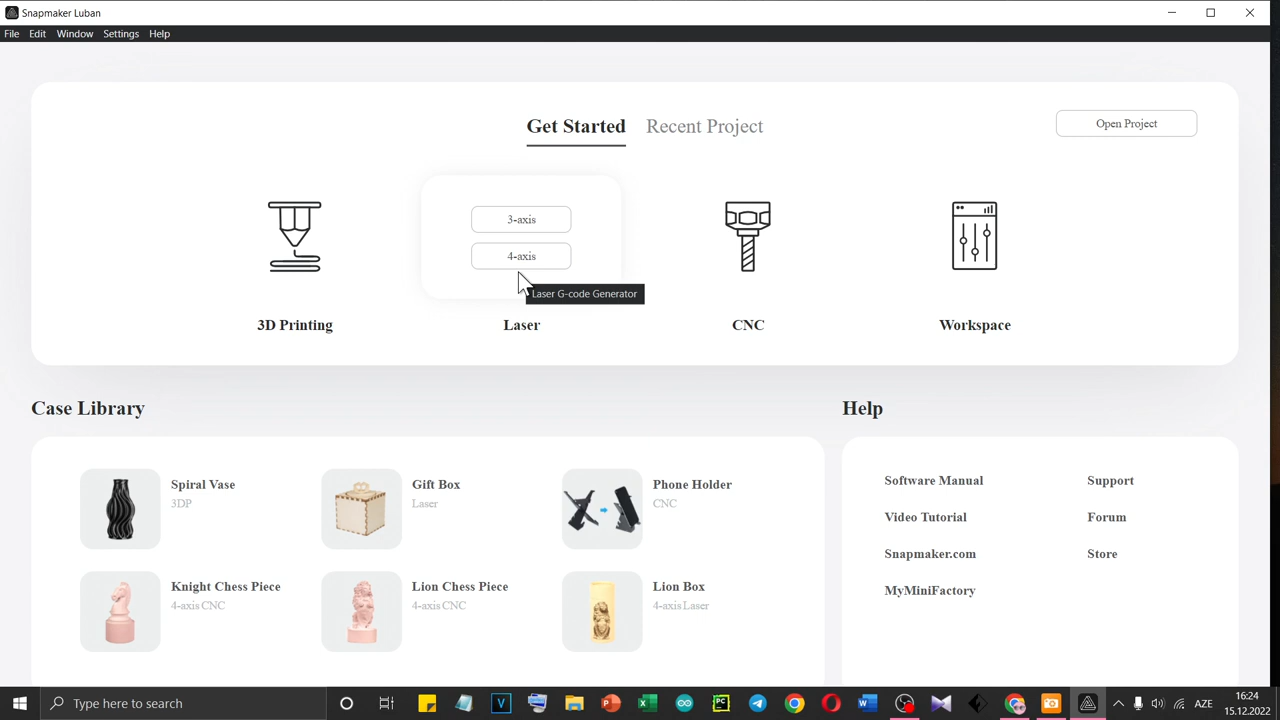 Snapmaker Luban
File Edit Window Settings Help
Get Started Recent Project
Open Project
3-axis
4-axis
Laser G-code Generator
3D Printing Laser CNC Workspace
Case Library
Spiral Vase
3DP
Gift Box
Laser
Phone Holder
CNC
Knight Chess Piece
4-axis CNC
Lion Chess Piece
4-axis CNC
Lion Box
4-axis Laser
Help
Software Manual Support
Video Tutorial Forum
Snapmaker.com Store
MyMiniFactory
Type here to search
AZE
16:24
15.12.2022